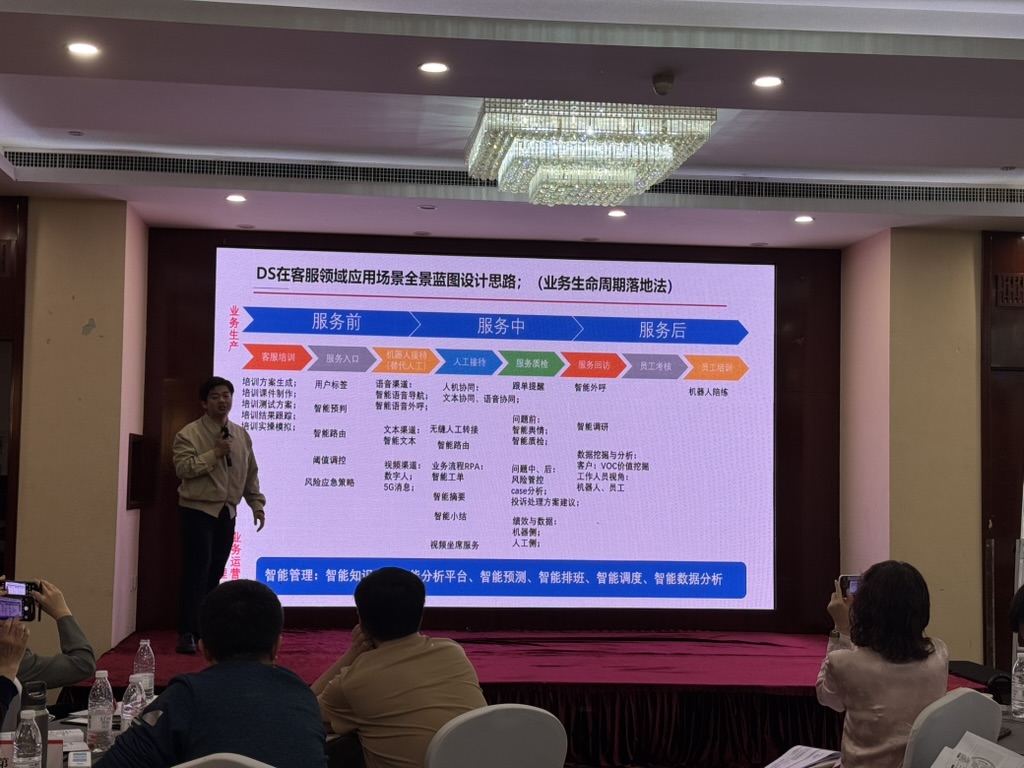 DS在客服领域应用场景全景蓝图设计思路；（业务生命周期落地法）
业务生产
服务前
服务中
服务后
客服培训
服务入口
机器人接待
（替代人工）
人工接待
服务质检
服务回访
员工考核
员工培训
培训方案生成；
培训课件制作；
培训测试方案；
培训结果跟踪；
培训实操模拟；
用户标签
智能预判
智能路由
阈值调控
风险应急策略
语音渠道：
智能语音导航；
智能语音外呼；
文本渠道：
智能文本
视频渠道：
数字人；
5G消息；
人机协同：
文本协同、语音协同；
无缝人工转接
智能路由
业务流程RPA：
智能工单
智能摘要
智能小结
视频坐席服务
跟单提醒
问题前：
智能舆情；
智能质检；
问题中、后：
风险管控
case分析；
投诉处理方案建议；
绩效与数据：
机器侧；
人工侧；
智能外呼
智能调研
数据挖掘与分析：
客户：VOC价值挖掘
工作人员视角：
机器人、员工
机器人陪练
业务运营
智能管理：智能知识
能分析平台、智能预测、智能排班、智能调度、智能数据分析